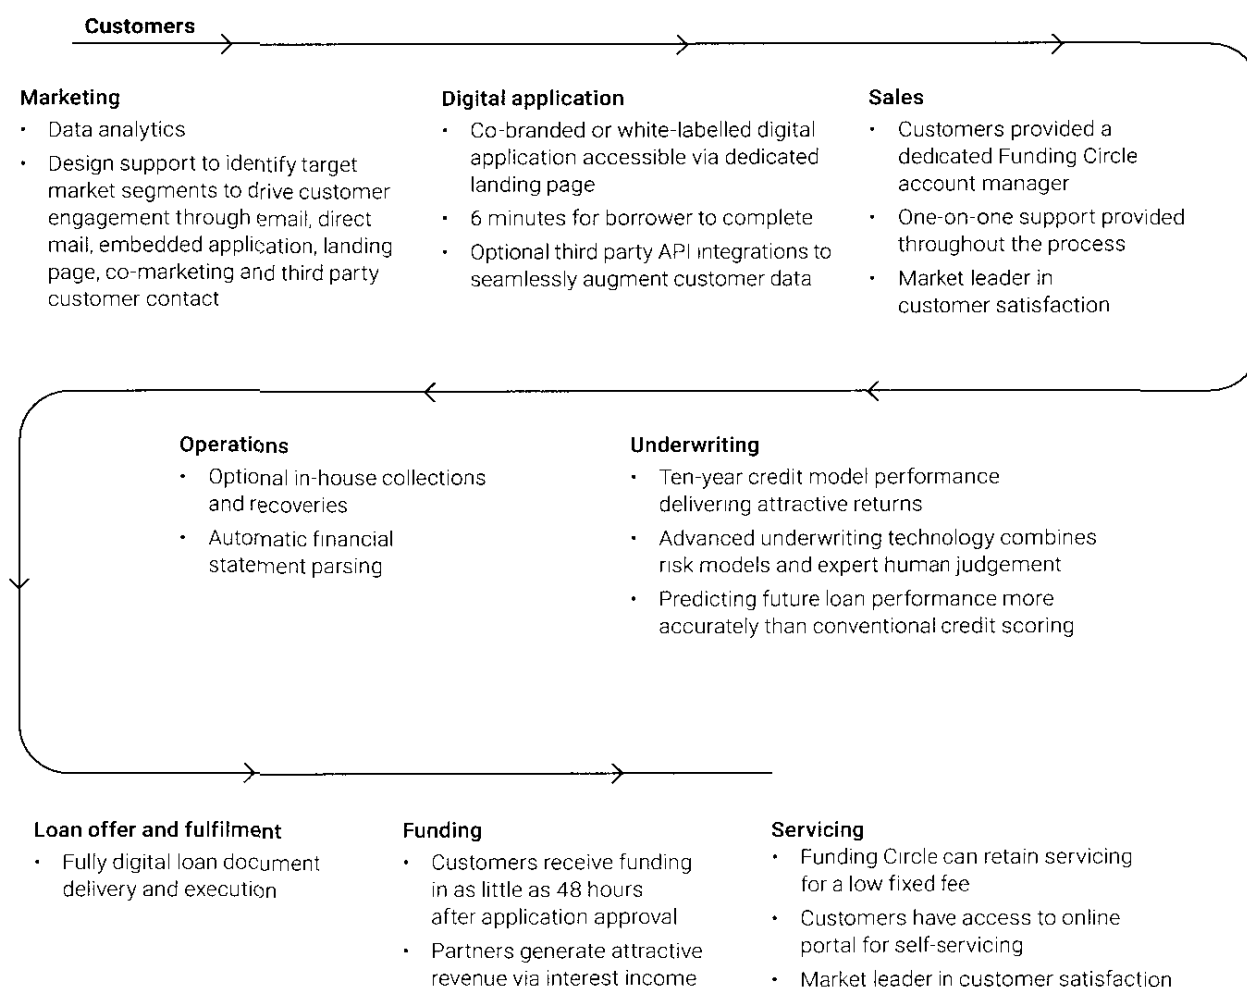 Customers
Marketing
• Data analytics
• Design support to identify target
market segments to drive customer
engagement through email, direct
mail, embedded application, landing
page, co-marketing and third party
customer contact
Digital application
• Co-branded or white-labelled digital
application accessible via dedicated
landing page
• 6 minutes for borrower to complete
• Optional third party API integrations to
seamlessly augment customer data
Sales
• Customers provided a
dedicated Funding Circle
account manager
• One-on-one support provided
throughout the process
• Market leader in
customer satisfaction
Operations
• Optional in-house collections
and recoveries
• Automatic financial
statement parsing
Underwriting
• Ten-year credit model performance
delivering attractive returns
• Advanced underwriting technology combines
risk models and expert human judgement
• Predicting future loan performance more
accurately than conventional credit scoring
Loan offer and fulfilment
• Fully digital loan document
delivery and execution
Funding
• Customers receive funding
in as little as 48 hours
after application approval
• Partners generate attractive
revenue via interest income
Servicing
• Funding Circle can retain servicing
for a low fixed fee
• Customers have access to online
portal for self-servicing
• Market leader in customer satisfaction